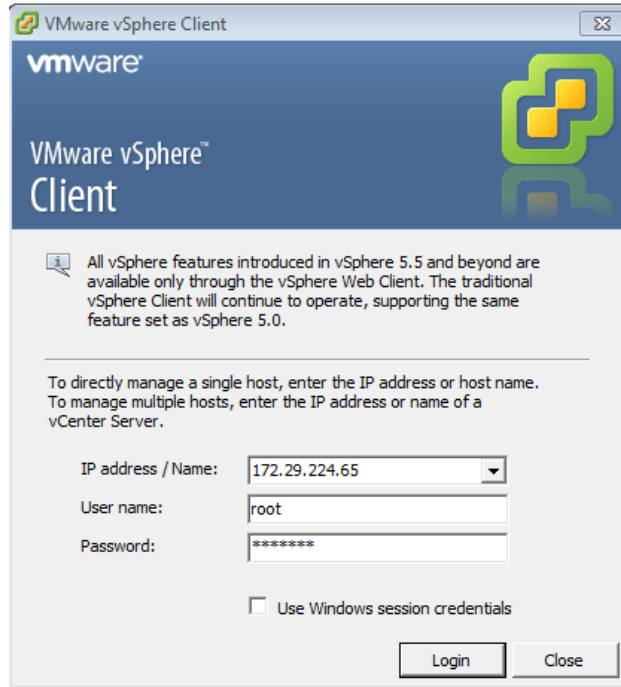 VMware vSphere Client
vmware
VMware vSphere™
Client
All vSphere features introduced in vSphere 5.5 and beyond are
available only through the vSphere Web Client. The traditional
vSphere Client will continue to operate, supporting the same
feature set as vSphere 5.0.
To directly manage a single host, enter the IP address or host name.
To manage multiple hosts, enter the IP address or name of a
vCenter Server.
IP address / Name: 172.29.224.65
User name: root
Password: *******
Use Windows session credentials
Login Close